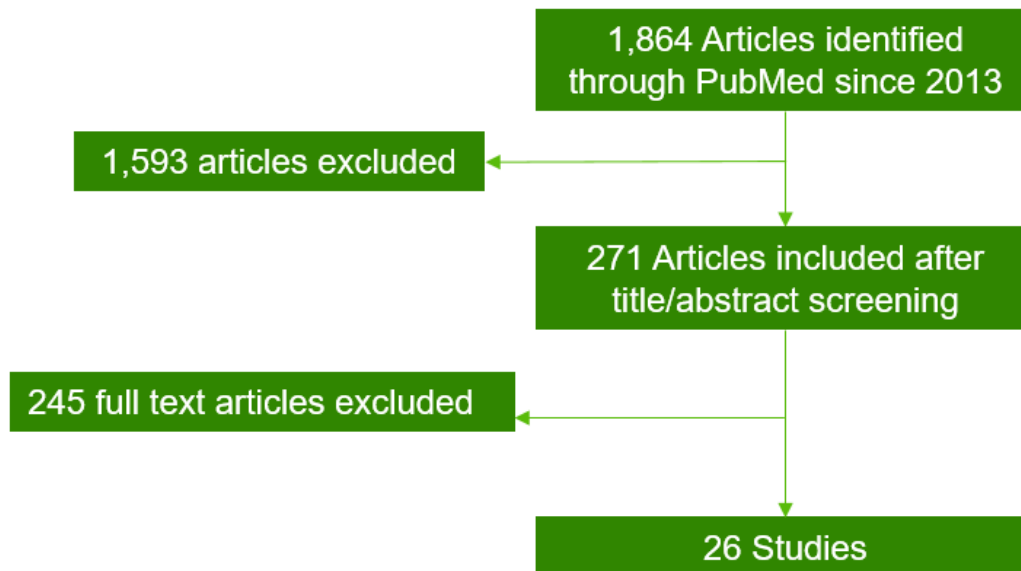 1,864 Articles identified
through PubMed since 2013
1,593 articles excluded
271 Articles included after
title/abstract screening
245 full text articles excluded
26 Studies